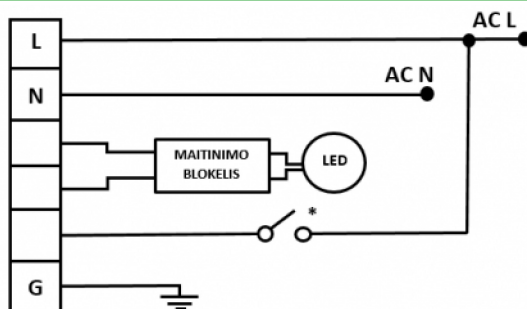 AC L
L
AC N
N
MAITINIMO
BLOKELIS
LED
*
G